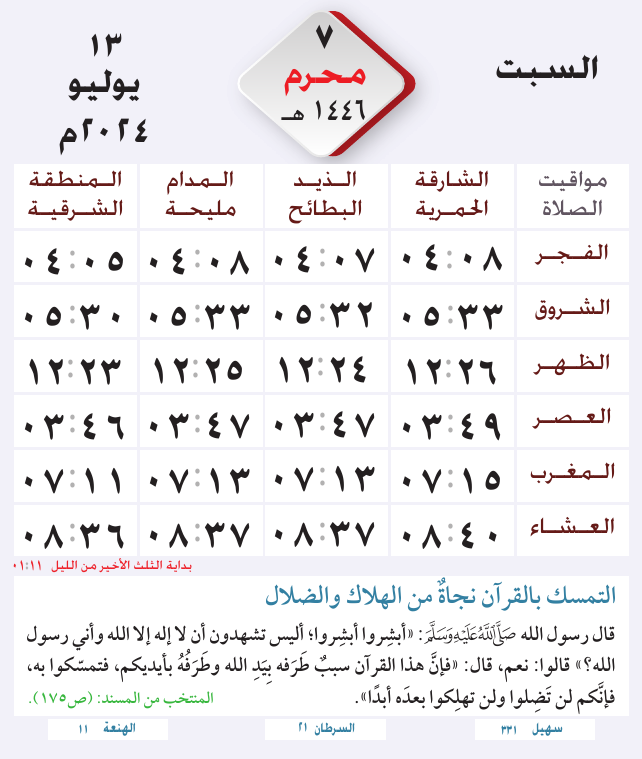 السبت
٧
محرم
١٤٤٦ هـ
١٣
يوليو
٢٠٢٤م
مواقيت الصلاة | الشارقة الحمرية | الذيد البطائح | المدام مليحة | المنطقة الشرقية
الفجر ٠٤:٠٨ ٠٤:٠٧ ٠٤:٠٨ ٠٤:٠٥
الشروق ٠٥:٣٣ ٠٥:٣٢ ٠٥:٣٣ ٠٥:٣٠
الظهر ١٢:٢٦ ١٢:٢٤ ١٢:٢٥ ١٢:٢٣
العصر ٠٣:٤٩ ٠٣:٤٧ ٠٣:٤٧ ٠٣:٤٦
المغرب ٠٧:١٥ ٠٧:١٣ ٠٧:١٣ ٠٧:١١
العشاء ٠٨:٤٠ ٠٨:٣٧ ٠٨:٣٧ ٠٨:٣٦
بداية الثلث الأخير من الليل ٠١:١١
التمسك بالقرآن نجاةٌ من الهلاك والضلال
قال رسول الله صَلَّى اللَّهُ عَلَيْهِ وَسَلَّمَ: «أبشِروا أبشِروا؛ أليس تشهدون أن لا إله إلا الله وأني رسول
الله؟» قالوا: نعم، قال: «فإنَّ هذا القرآن سببٌ طَرَفه بِيَدِ الله وطَرَفُهُ بأيديكم، فتمسّكوا به،
فإنَّكم لن تَضِلوا ولن تهلِكوا بعدَه أبدًا». المنتخب من المسند: (ص١٧٥).
سهيل ٣٣١ السرطان ٢١ الهنعة ١١